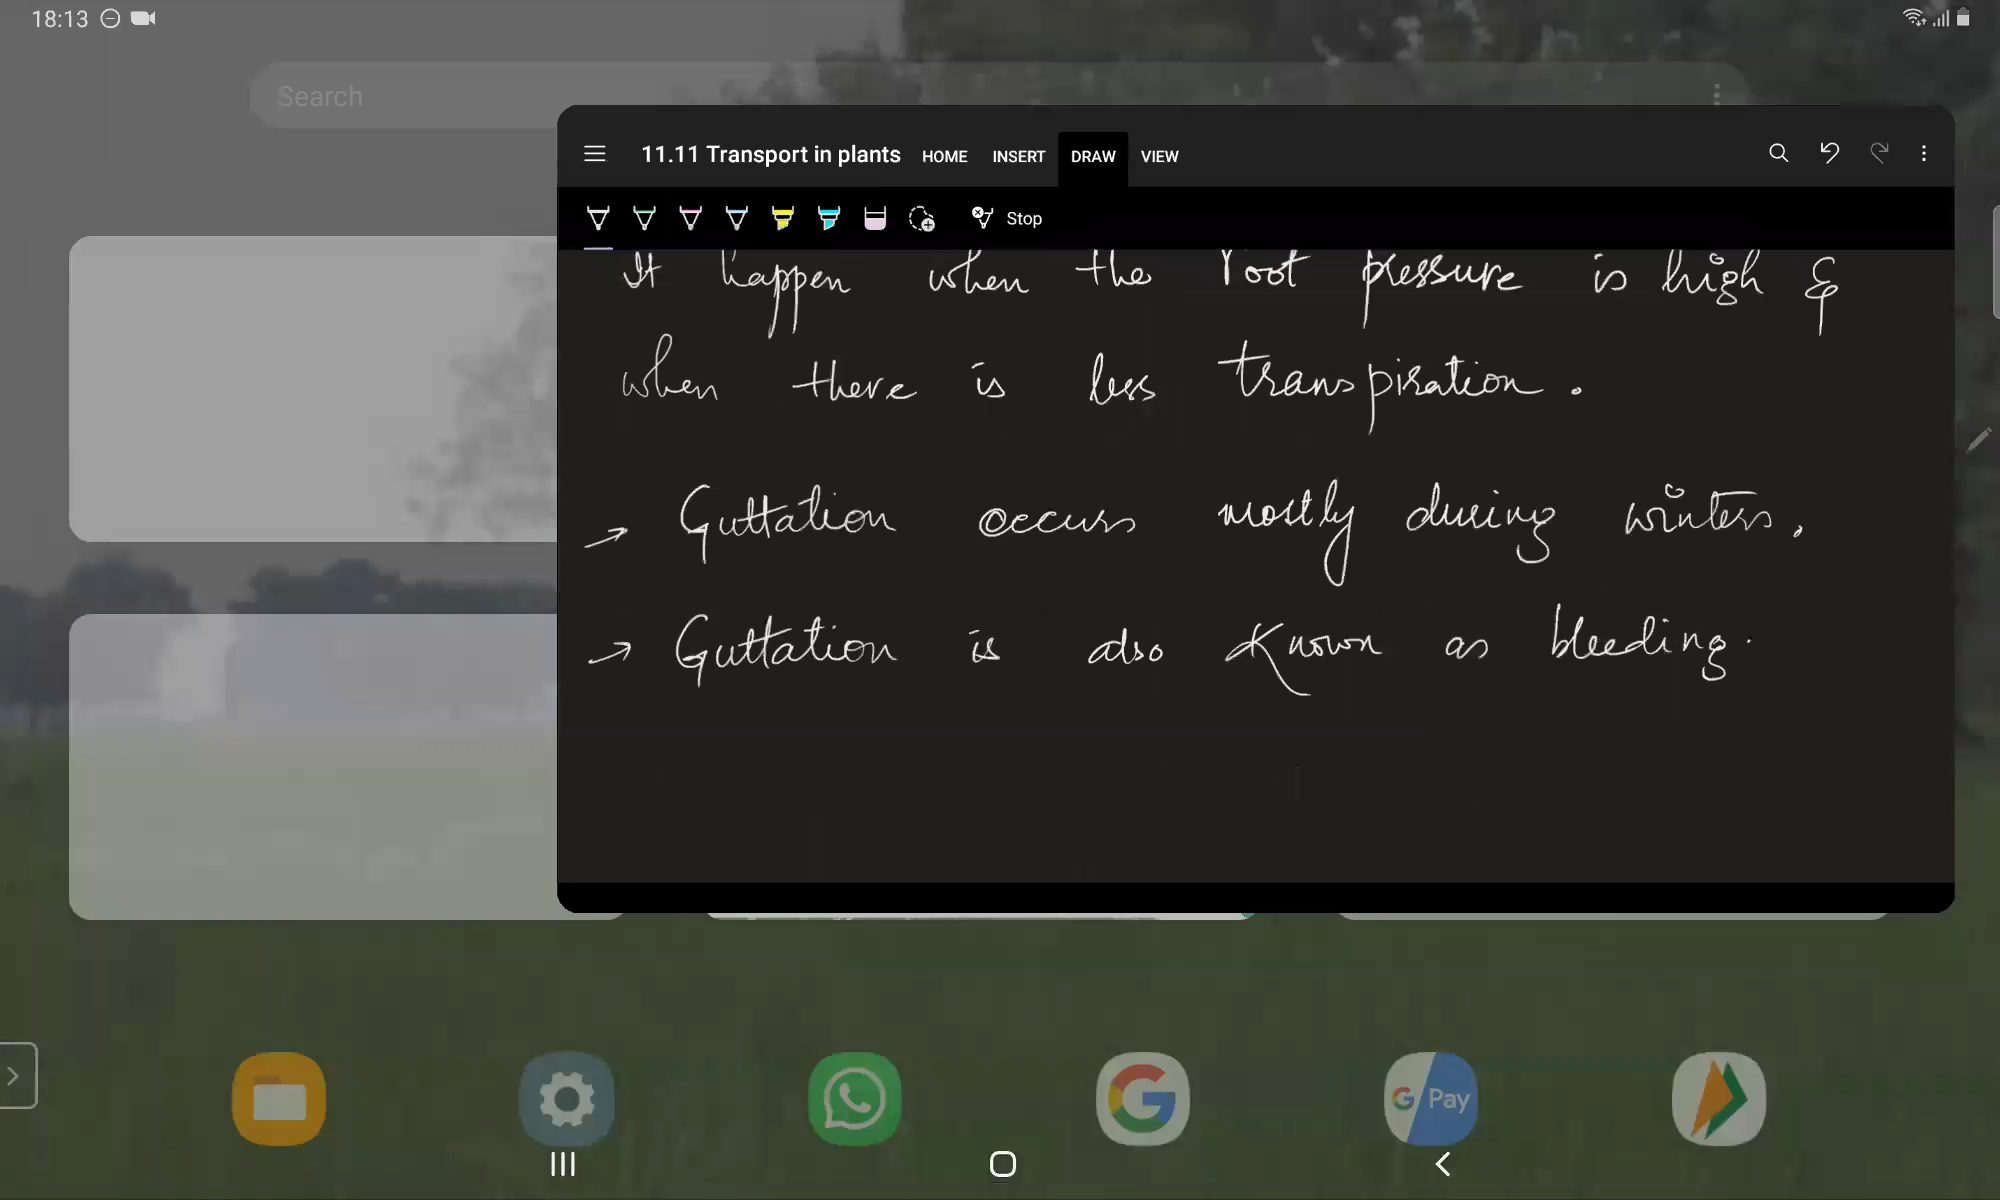 18:13
Search
11.11 Transport in plants HOME INSERT DRAW VIEW
Stop
It happen when the root pressure is high &
when there is less transpiration.
→ Guttation occurs mostly during winters.
→ Guttation is also known as bleeding.
G Pay